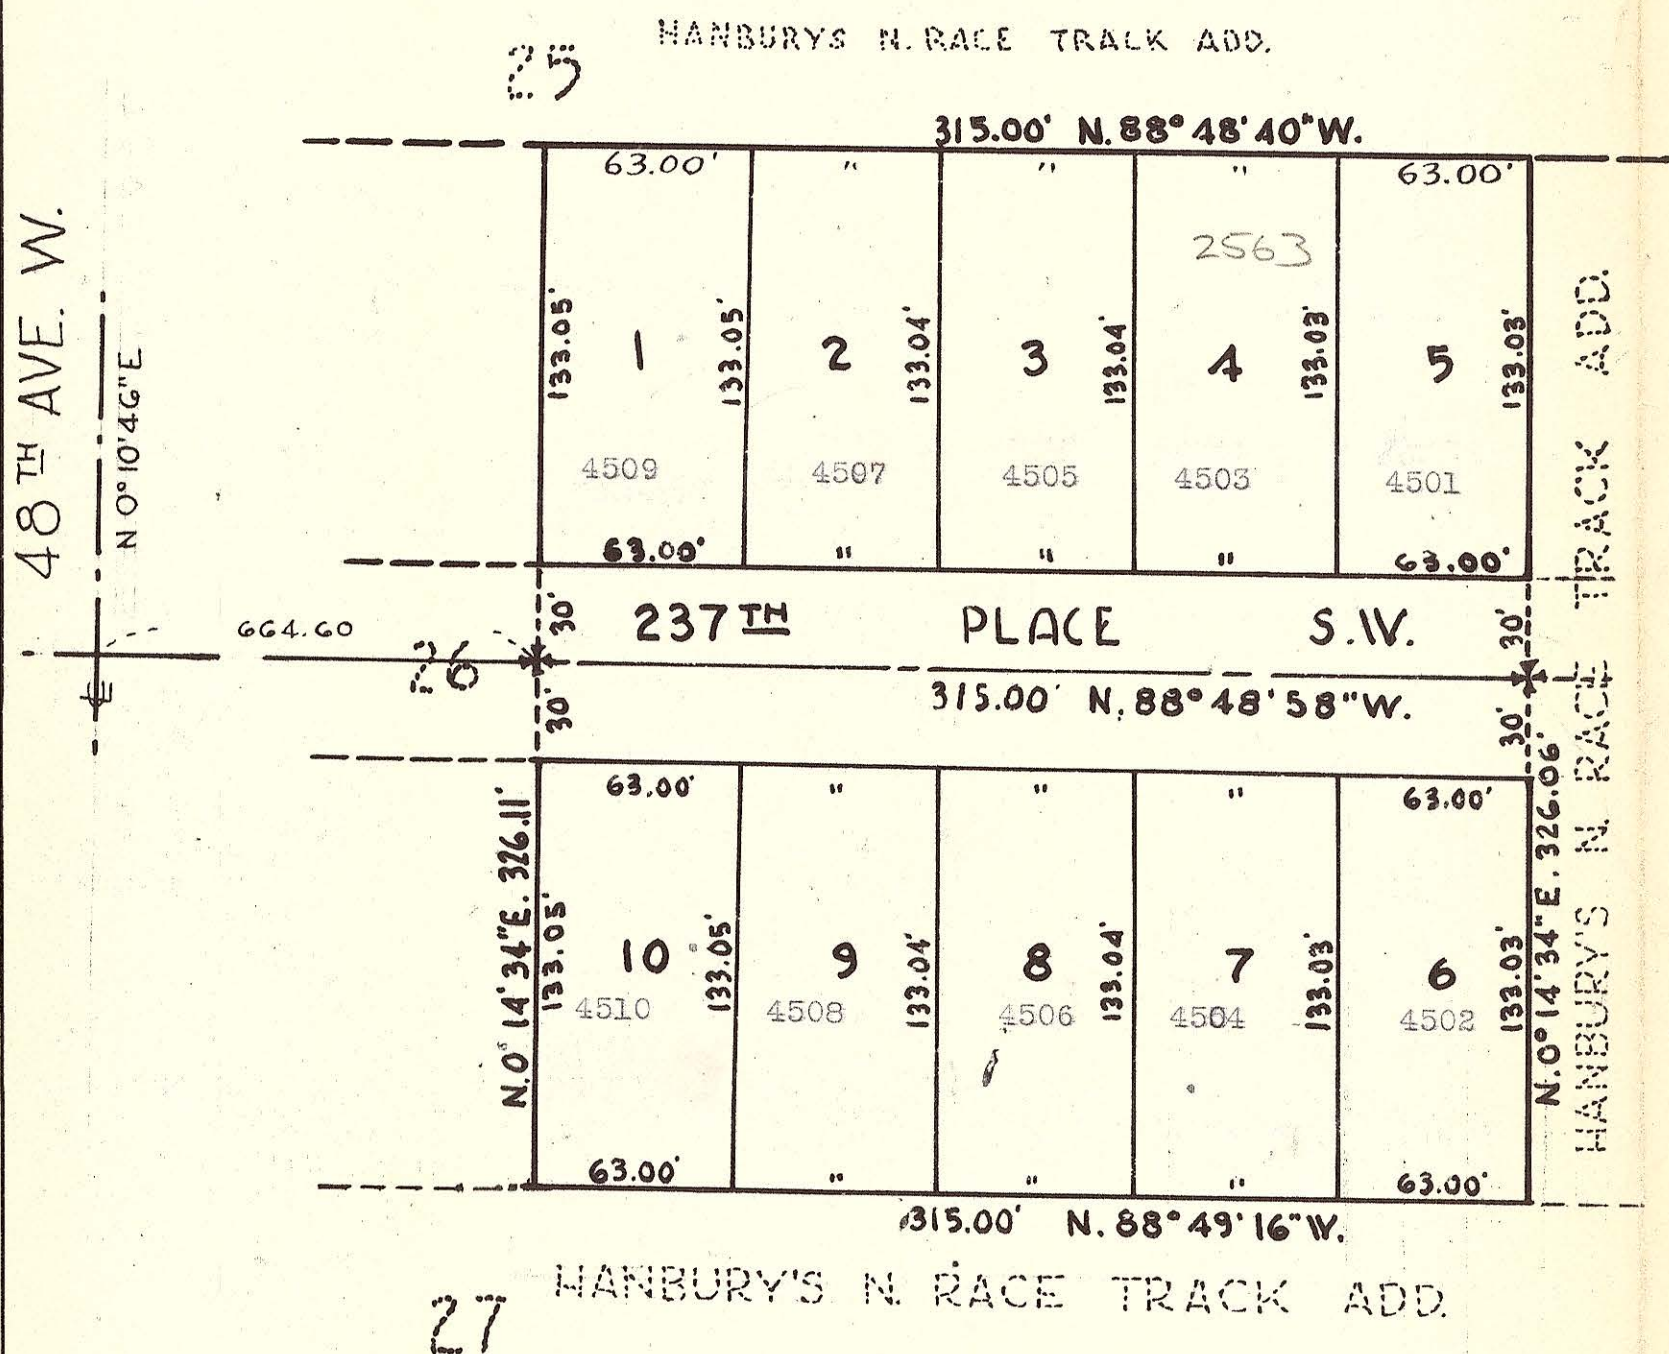 HANBURYS N. RACE TRACK ADD.
25
315.00' N. 88° 48' 40" W.
63.00' " " " 63.00'
2563
133.05' 1 133.05' 2 133.04' 3 133.04' 4 133.03' 5 133.03'
4509 4507 4505 4503 4501
63.00' " " " 63.00'
48 TH AVE. W.
N 0° 10' 46" E
664.60
26
30' 237 TH PLACE S.W. 30'
315.00' N. 88° 48' 58" W.
30' 30'
63.00' " " " 63.00'
N. 0° 14' 34" E. 326.11'
133.05' 10 133.05' 9 133.04' 8 133.04' 7 133.03' 6 133.03'
4510 4508 4506 4504 4502
N. 0° 14' 34" E. 326.06'
63.00' " " " 63.00'
315.00' N. 88° 49' 16" W.
HANBURY'S N. RACE TRACK ADD.
HANBURY'S N. RACE TRACK ADD.
27